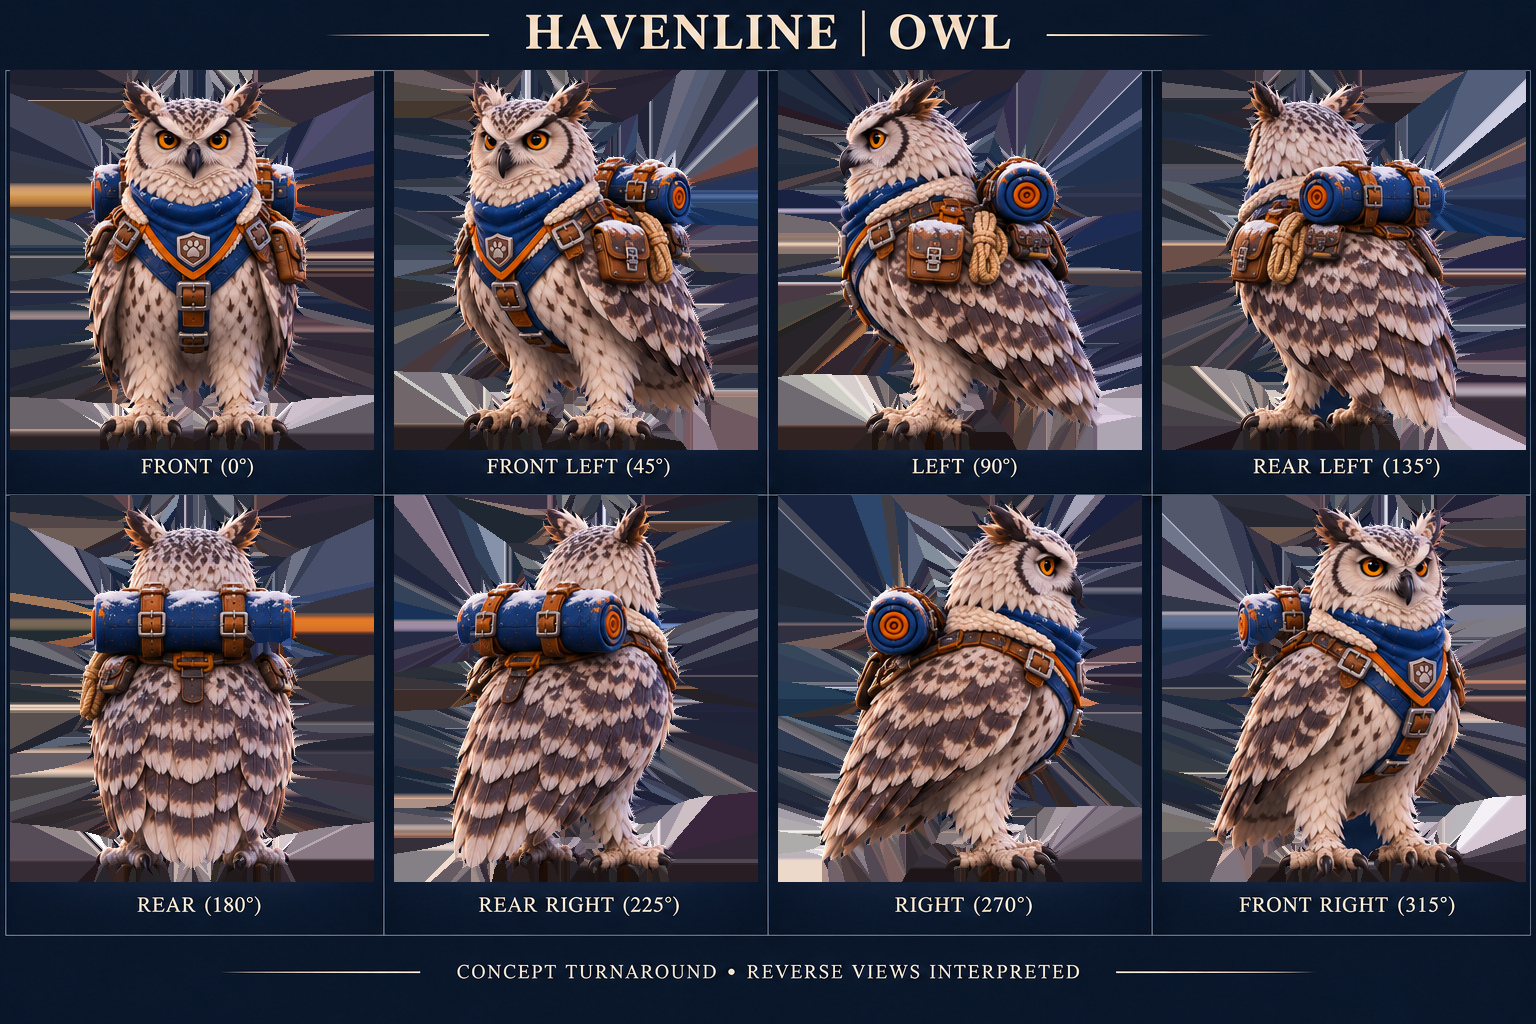 HAVENLINE | OWL
FRONT (0°)
FRONT LEFT (45°)
LEFT (90°)
REAR LEFT (135°)
REAR (180°)
REAR RIGHT (225°)
RIGHT (270°)
FRONT RIGHT (315°)
CONCEPT TURNAROUND • REVERSE VIEWS INTERPRETED